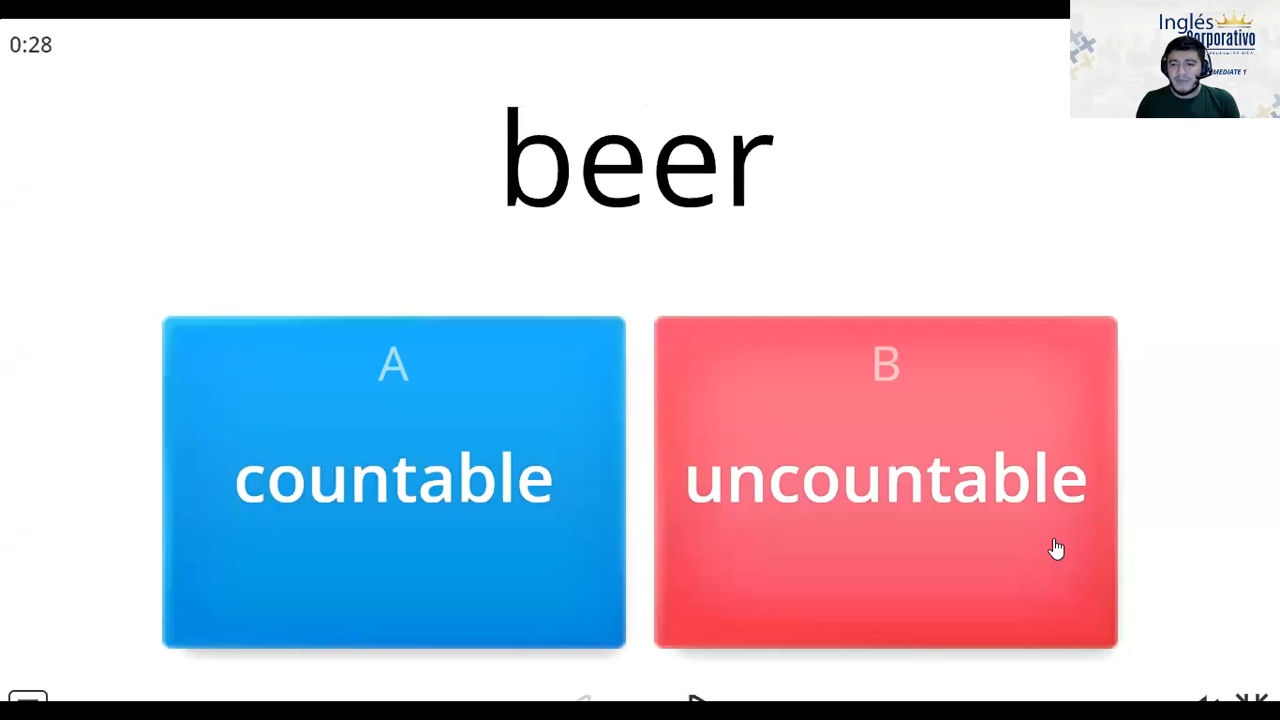 0:28
Inglés
Corporativo
MEDIATE 1
beer
A
B
countable
uncountable